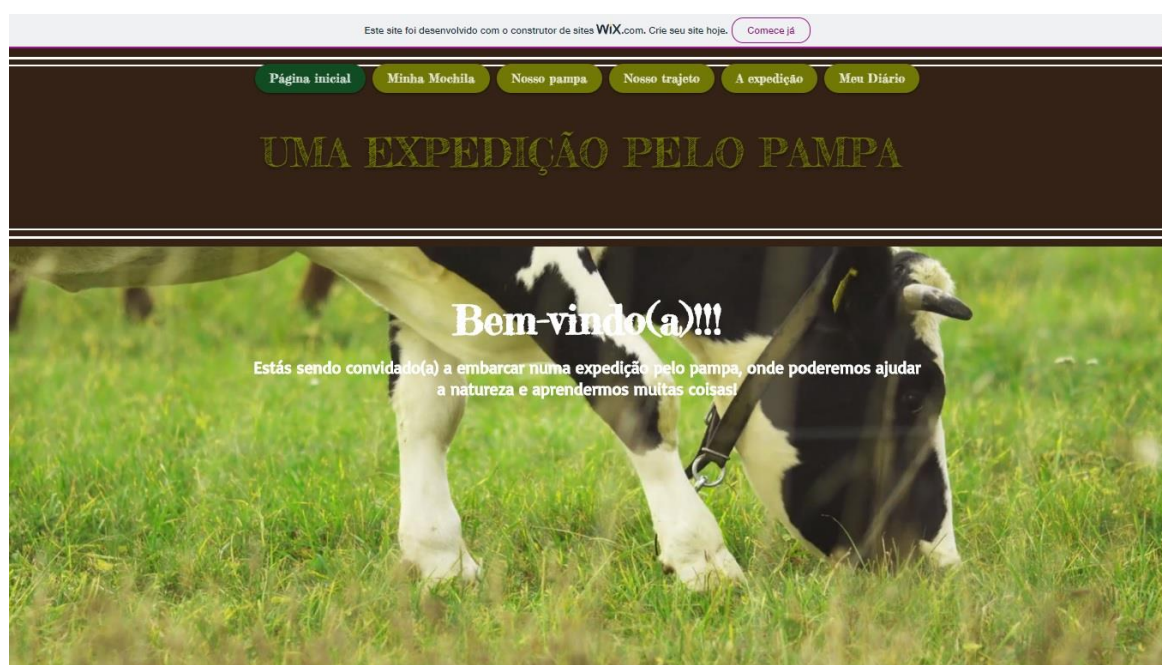 Este site foi desenvolvido com o construtor de sites WiX.com. Crie seu site hoje. Comece já
Página inicial Minha Mochila Nosso pampa Nosso trajeto A expedição Meu Diário
UMA EXPEDIÇÃO PELO PAMPA
Bem-vindo(a)!!!
Estás sendo convidado(a) a embarcar numa expedição pelo pampa, onde poderemos ajudar
a natureza e aprendermos muitas coisas!